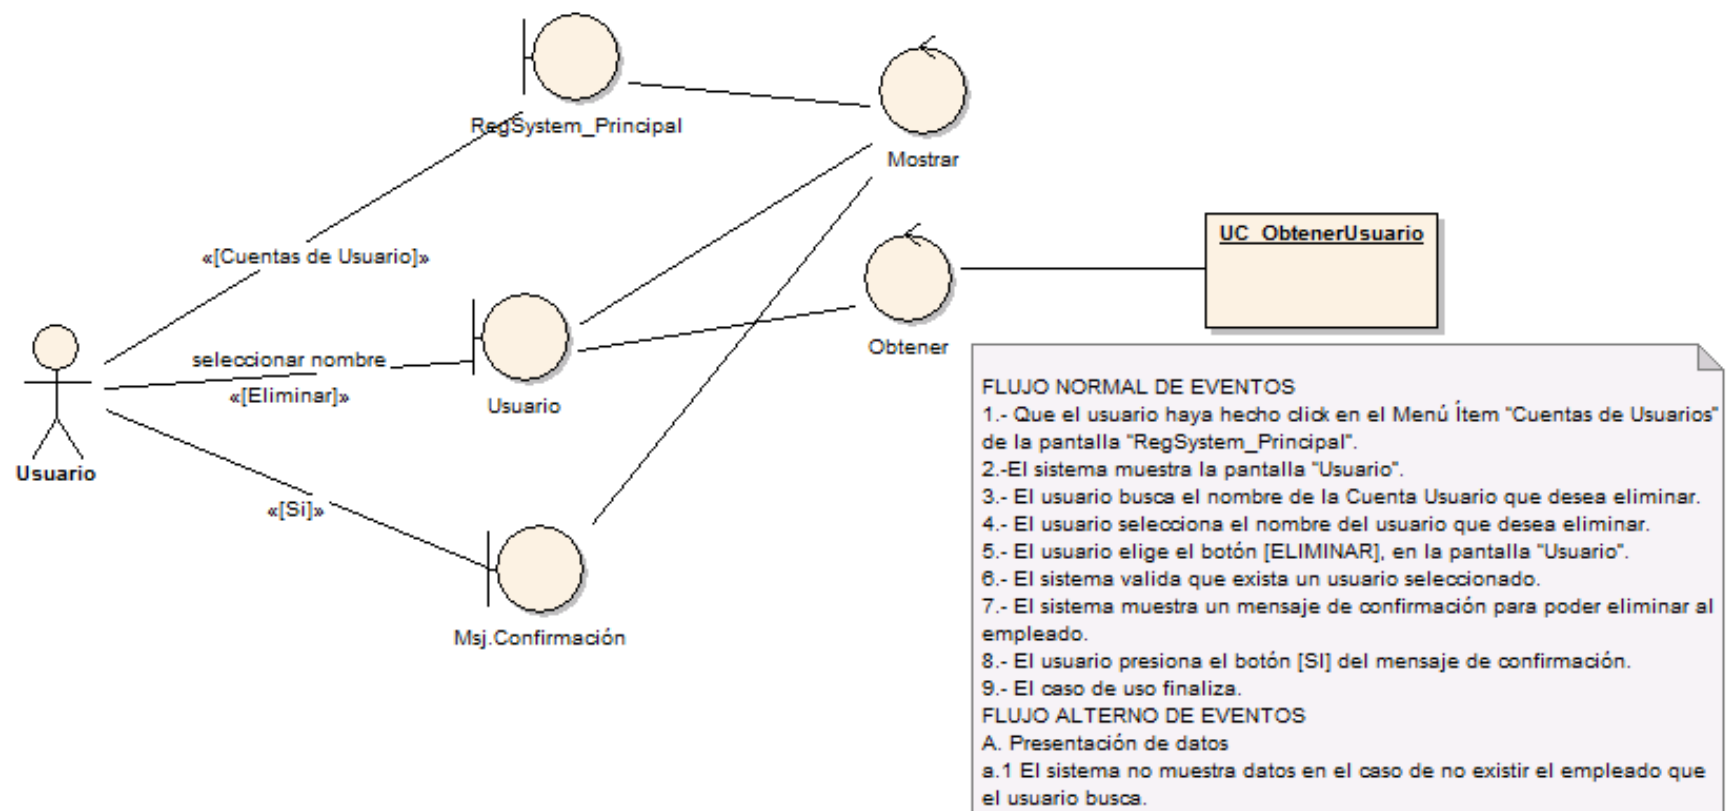 RegSystem_Principal
Mostrar
«[Cuentas de Usuario]»
UC_ObtenerUsuario
Obtener
seleccionar nombre
«[Eliminar]»
Usuario
Usuario
«[Si]»
Msj.Confirmación
FLUJO NORMAL DE EVENTOS
1.- Que el usuario haya hecho click en el Menú Ítem "Cuentas de Usuarios"
de la pantalla "RegSystem_Principal".
2.-El sistema muestra la pantalla "Usuario".
3.- El usuario busca el nombre de la Cuenta Usuario que desea eliminar.
4.- El usuario selecciona el nombre del usuario que desea eliminar.
5.- El usuario elige el botón [ELIMINAR], en la pantalla "Usuario".
6.- El sistema valida que exista un usuario seleccionado.
7.- El sistema muestra un mensaje de confirmación para poder eliminar al
empleado.
8.- El usuario presiona el botón [SI] del mensaje de confirmación.
9.- El caso de uso finaliza.
FLUJO ALTERNO DE EVENTOS
A. Presentación de datos
a.1 El sistema no muestra datos en el caso de no existir el empleado que
el usuario busca.